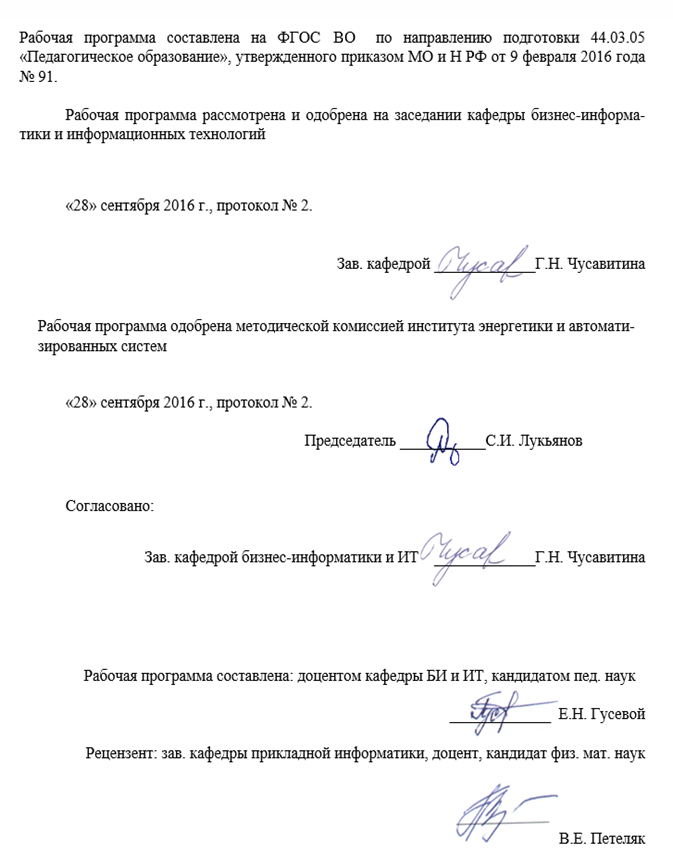 Рабочая программа составлена на ФГОС ВО по направлению подготовки 44.03.05
«Педагогическое образование», утвержденного приказом МО и Н РФ от 9 февраля 2016 года
№ 91.
Рабочая программа рассмотрена и одобрена на заседании кафедры бизнес-информа-
тики и информационных технологий
«28» сентября 2016 г., протокол № 2.
Зав. кафедрой Чусав Г.Н. Чусавитина
Рабочая программа одобрена методической комиссией института энергетики и автомати-
зированных систем
«28» сентября 2016 г., протокол № 2.
Председатель С.И. Лукьянов
Согласовано:
Зав. кафедрой бизнес-информатики и ИТ Чусав Г.Н. Чусавитина
Рабочая программа составлена: доцентом кафедры БИ и ИТ, кандидатом пед. наук
Е.Н. Гусевой
Рецензент: зав. кафедры прикладной информатики, доцент, кандидат физ. мат. наук
В.Е. Петеляк